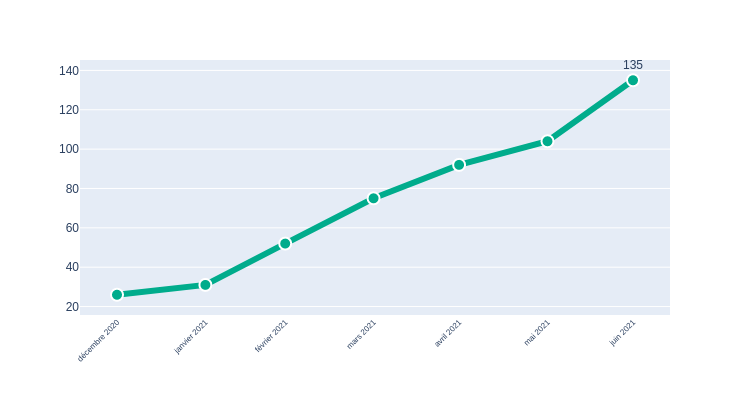 135
140
120
100
80
60
40
20
décembre 2020
janvier 2021
février 2021
mars 2021
avril 2021
mai 2021
juin 2021